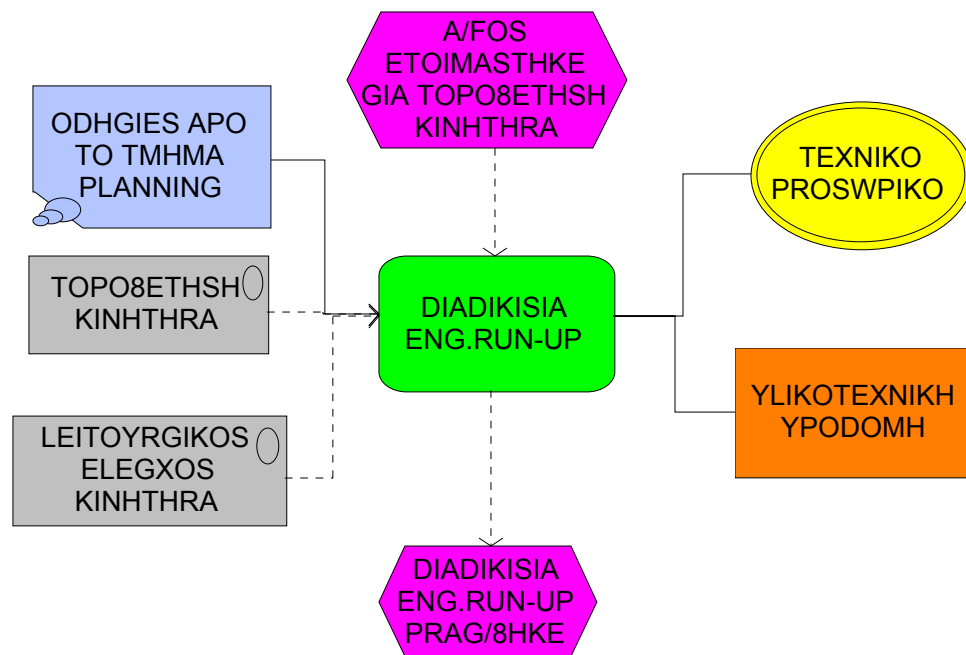 A/FOS
ETOIMASTHKE
GIA TOPO8ETHSH
KINHTHRA
ODHGIES APO
TO TMHMA
PLANNING
TEXNIKO
PROSWPIKO
TOPO8ETHSH
KINHTHRA
DIADIKISIA
ENG.RUN-UP
YLIKOTEXNIKH
YPODOMH
LEITOYRGIKOS
ELEGXOS
KINHTHRA
DIADIKISIA
ENG.RUN-UP
PRAG/8HKE